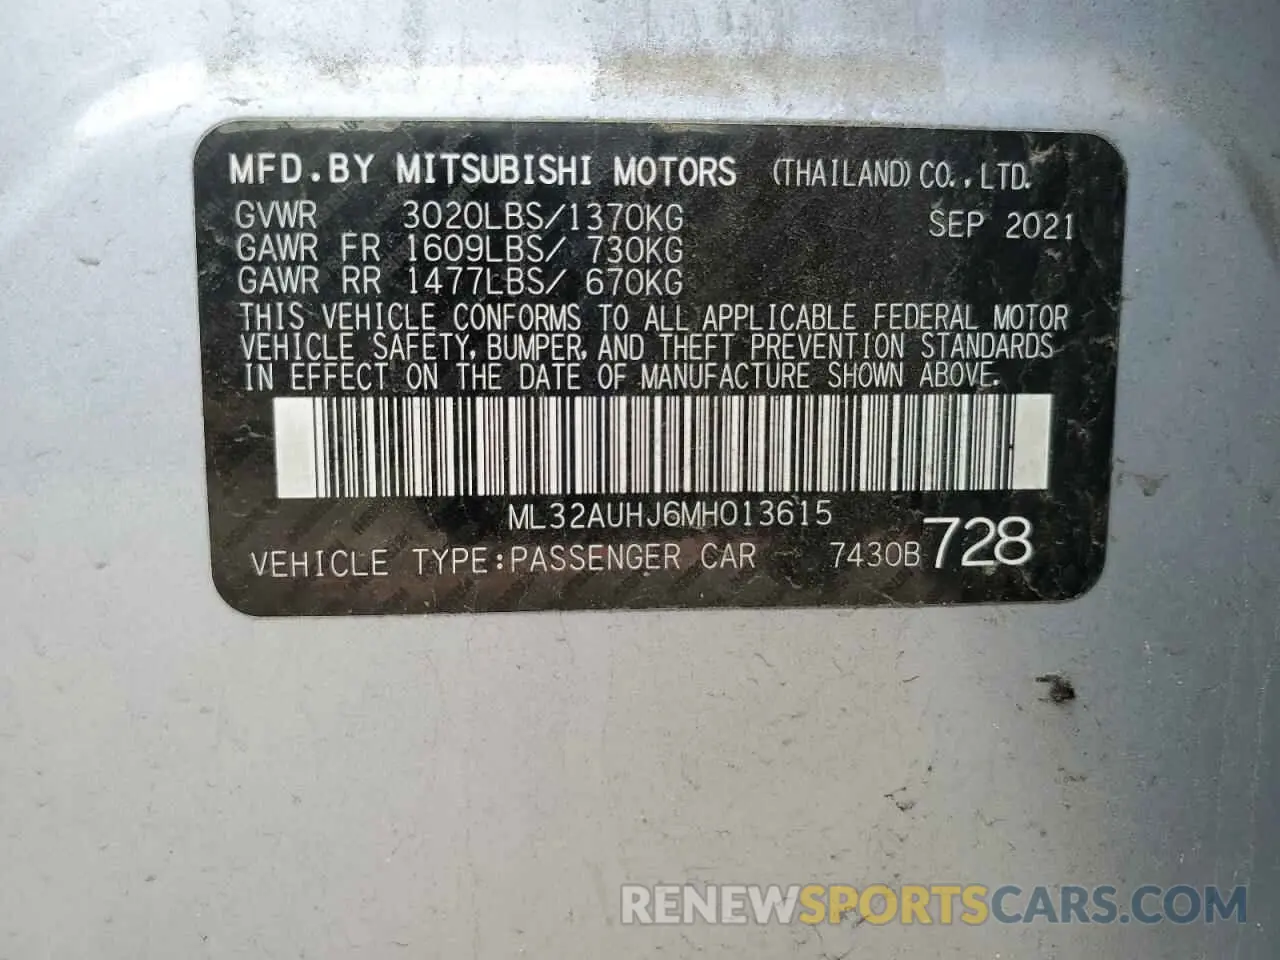 MFD.BY MITSUBISHI MOTORS (THAILAND) CO.,LTD.
GVWR 3020LBS/1370KG SEP 2021
GAWR FR 1609LBS/ 730KG
GAWR RR 1477LBS/ 670KG
THIS VEHICLE CONFORMS TO ALL APPLICABLE FEDERAL MOTOR
VEHICLE SAFETY, BUMPER, AND THEFT PREVENTION STANDARDS
IN EFFECT ON THE DATE OF MANUFACTURE SHOWN ABOVE.
ML32AUHJ6MH013615
VEHICLE TYPE:PASSENGER CAR 7430B 728
RENEWSPORTSCARS.COM